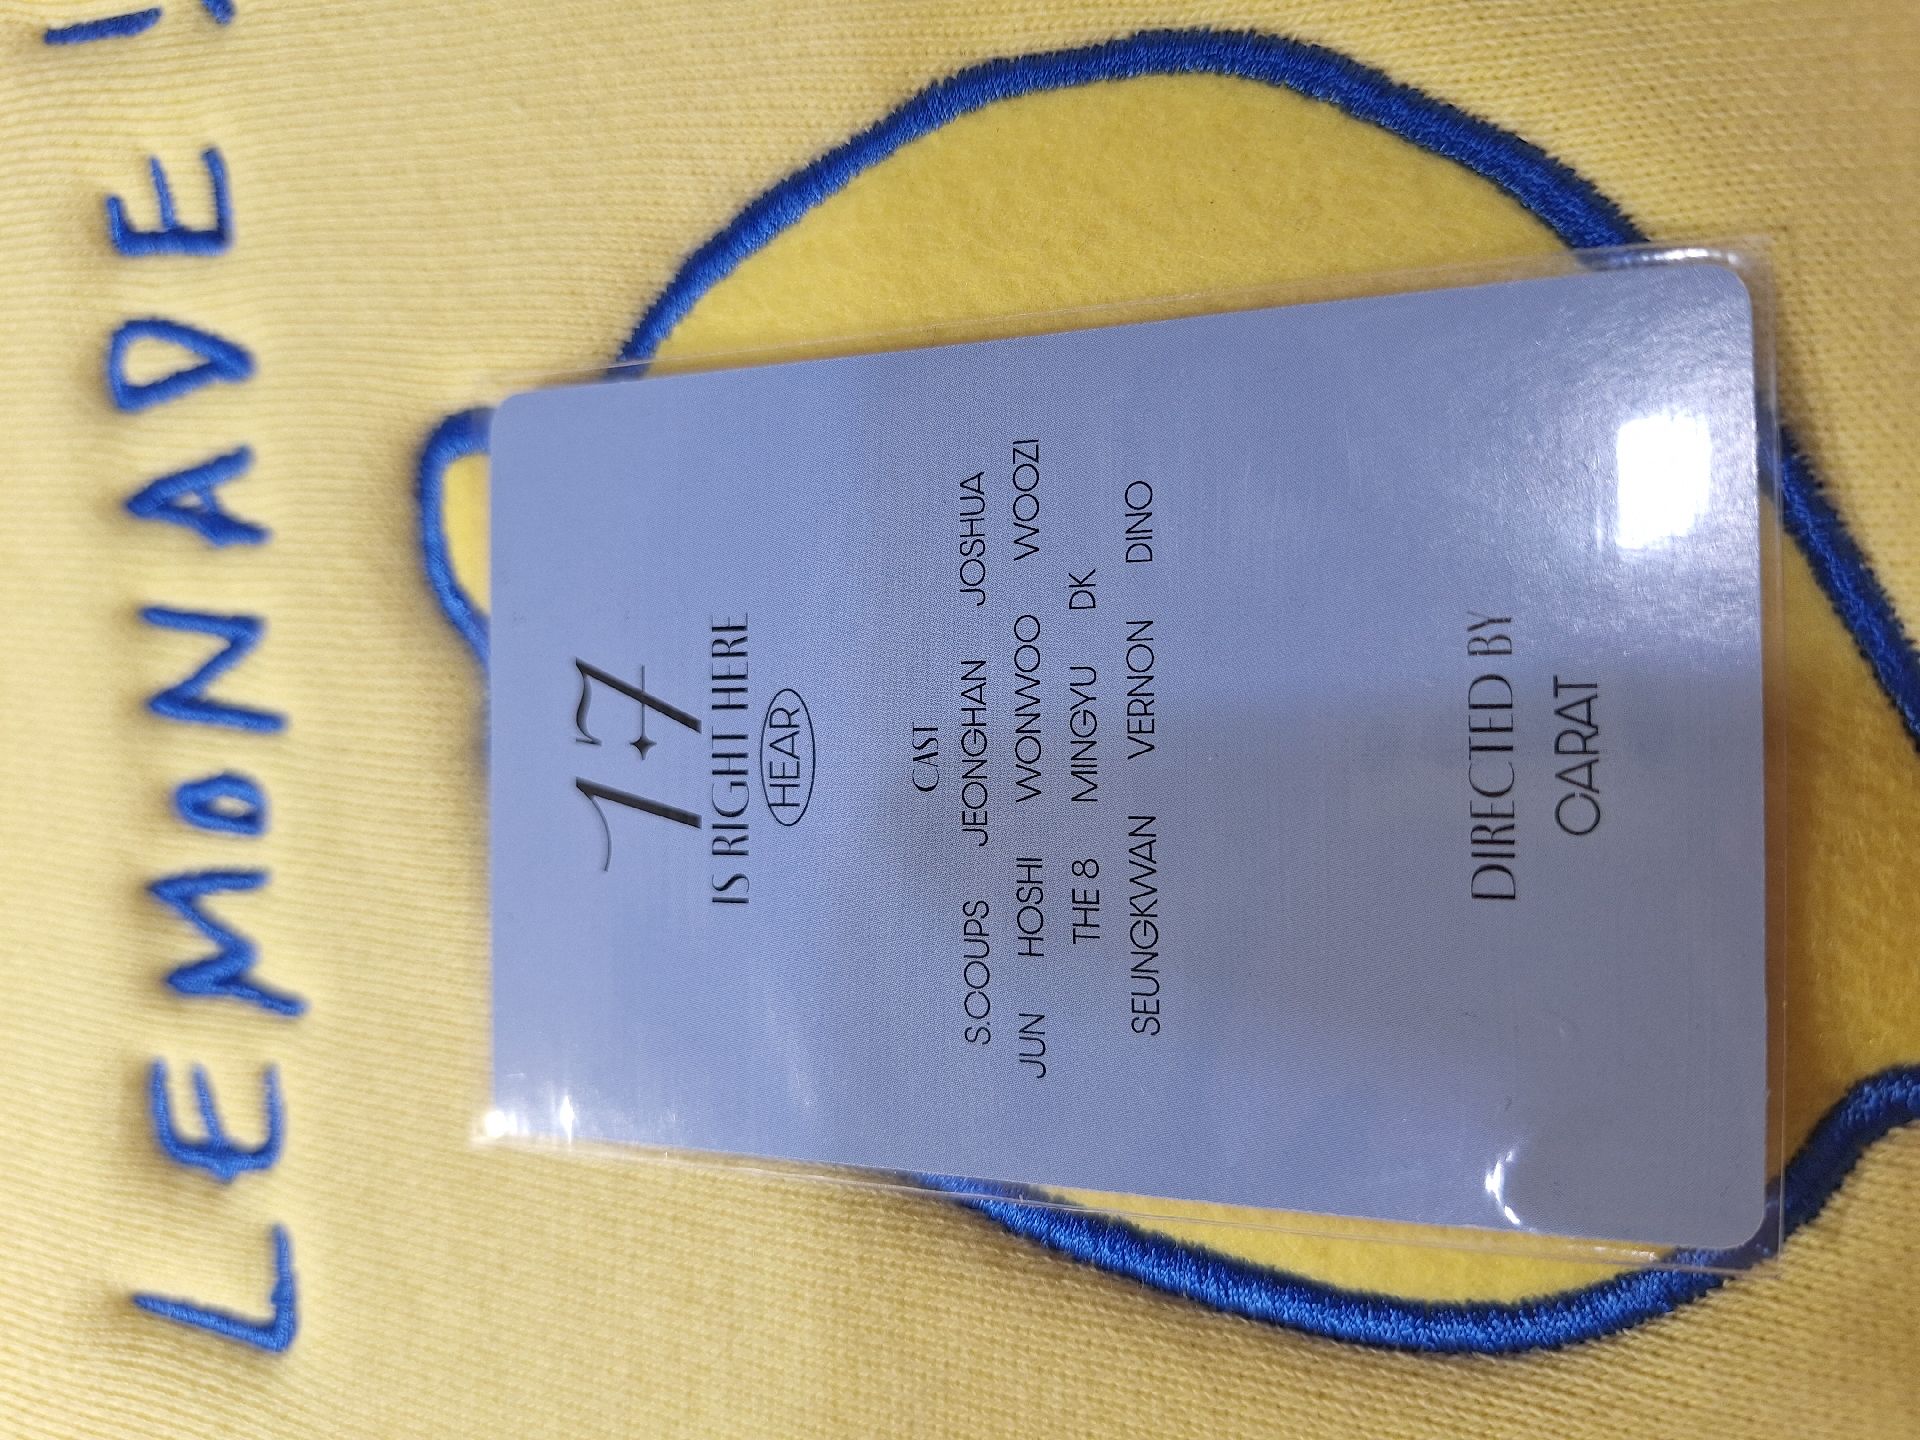 LEMONADE
17
IS RIGHT HERE
HEAR
CAST
S.COUPS JEONGHAN JOSHUA
JUN HOSHI WONWOO WOOZI
THE 8 MINGYU DK
SEUNGKWAN VERNON DINO
DIRECTED BY
CARAT